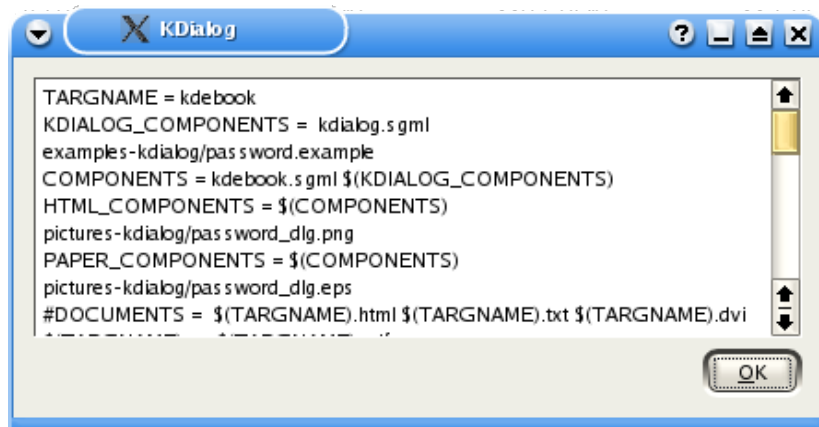 KDialog
TARGNAME = kdebook
KDIALOG_COMPONENTS = kdialog.sgml
examples-kdialog/password.example
COMPONENTS = kdebook.sgml $(KDIALOG_COMPONENTS)
HTML_COMPONENTS = $(COMPONENTS)
pictures-kdialog/password_dlg.png
PAPER_COMPONENTS = $(COMPONENTS)
pictures-kdialog/password_dlg.eps
#DOCUMENTS = $(TARGNAME).html $(TARGNAME).txt $(TARGNAME).dvi
OK